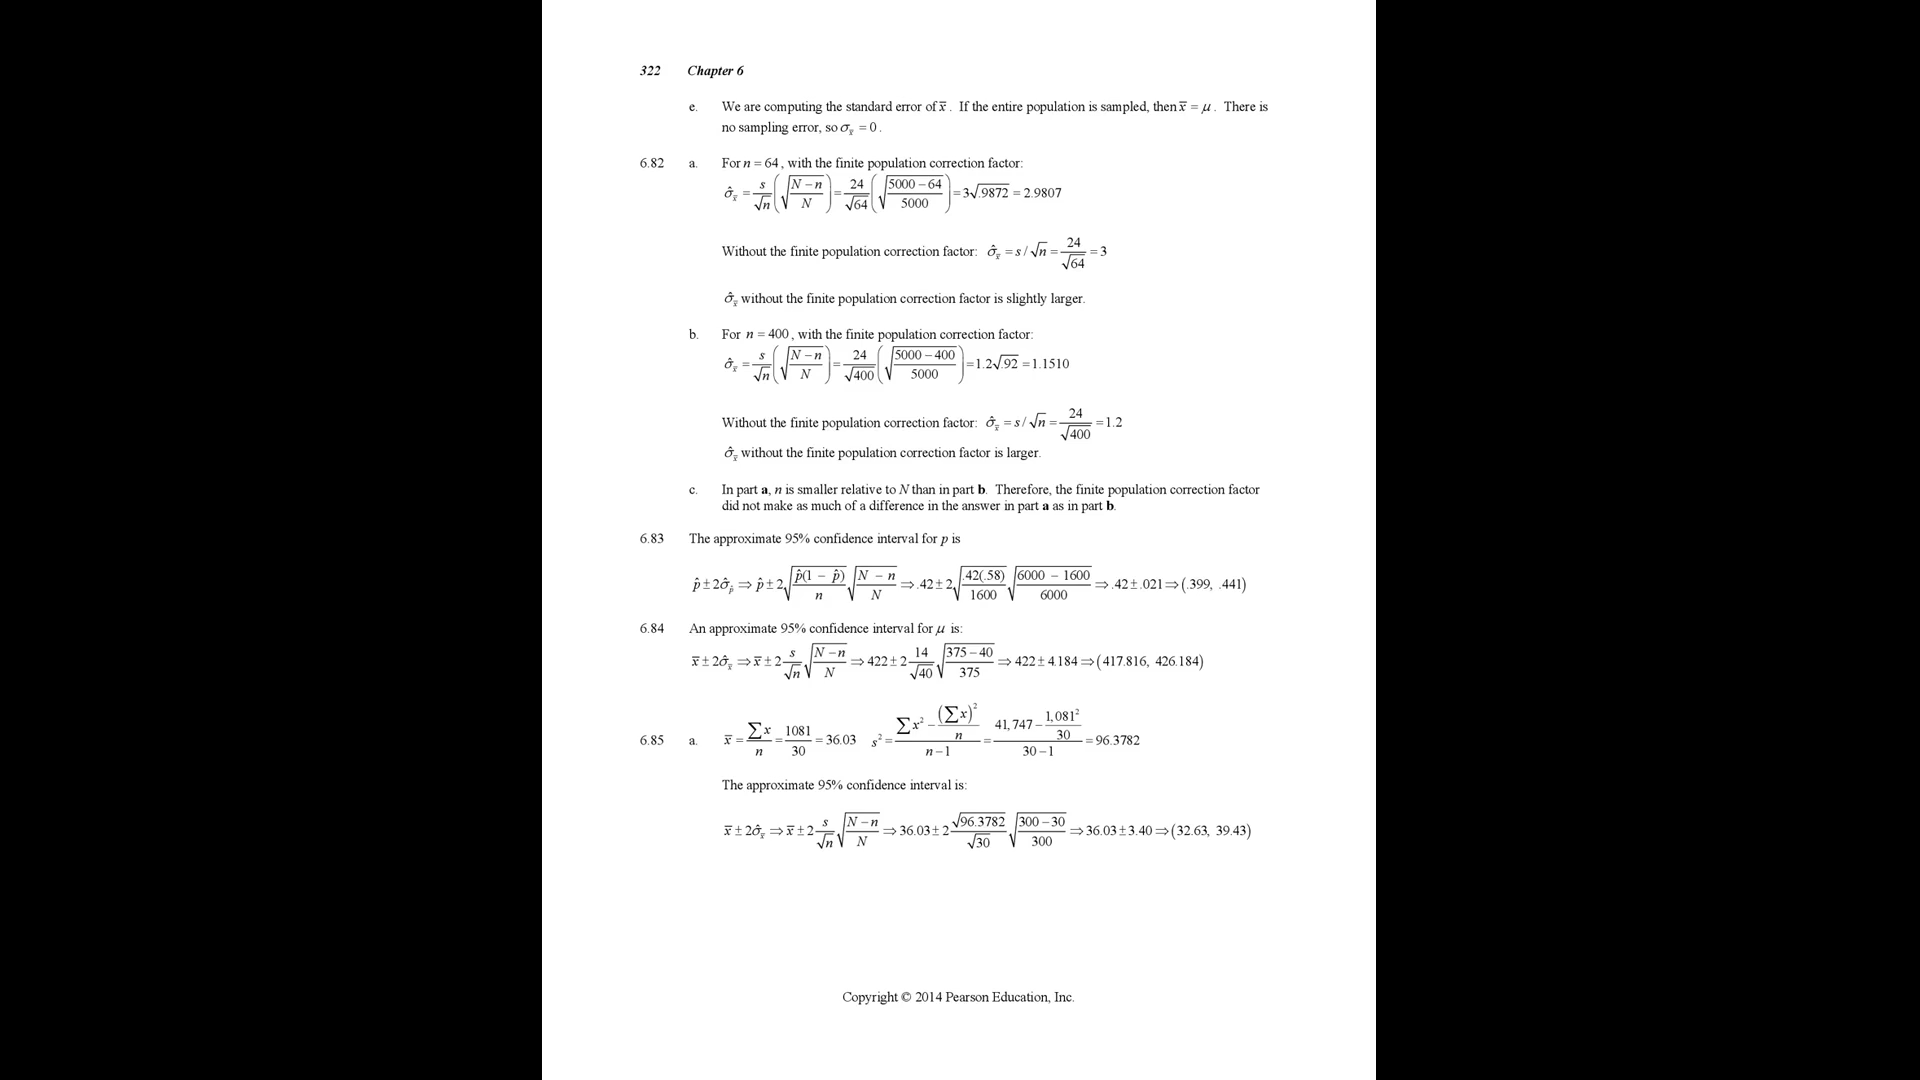 322 Chapter 6
e. We are computing the standard error of x̄ . If the entire population is sampled, then x̄ = μ . There is
no sampling error, so σ_x̄ = 0 .
6.82 a. For n = 64 , with the finite population correction factor:
σ̂_x̄ = s/√n (√((N − n)/N)) = 24/√64 (√((5000 − 64)/5000)) = 3√.9872 = 2.9807
Without the finite population correction factor: σ̂_x̄ = s / √n = 24/√64 = 3
σ̂_x̄ without the finite population correction factor is slightly larger.
b. For n = 400 , with the finite population correction factor:
σ̂_x̄ = s/√n (√((N − n)/N)) = 24/√400 (√((5000 − 400)/5000)) = 1.2√.92 = 1.1510
Without the finite population correction factor: σ̂_x̄ = s / √n = 24/√400 = 1.2
σ̂_x̄ without the finite population correction factor is larger.
c. In part a, n is smaller relative to N than in part b. Therefore, the finite population correction factor
did not make as much of a difference in the answer in part a as in part b.
6.83 The approximate 95% confidence interval for p is
p̂ ± 2σ̂_p̂ ⇒ p̂ ± 2√(p̂(1 − p̂)/n) √((N − n)/N) ⇒ .42 ± 2√(.42(.58)/1600) √((6000 − 1600)/6000) ⇒ .42 ± .021 ⇒ (.399, .441)
6.84 An approximate 95% confidence interval for μ is:
x̄ ± 2σ̂_x̄ ⇒ x̄ ± 2 s/√n √((N − n)/N) ⇒ 422 ± 2 14/√40 √((375 − 40)/375) ⇒ 422 ± 4.184 ⇒ (417.816, 426.184)
6.85 a. x̄ = ∑x/n = 1081/30 = 36.03 s² = (∑x² − (∑x)²/n)/(n − 1) = (41,747 − 1,081²/30)/(30 − 1) = 96.3782
The approximate 95% confidence interval is:
x̄ ± 2σ̂_x̄ ⇒ x̄ ± 2 s/√n √((N − n)/N) ⇒ 36.03 ± 2 √96.3782/√30 √((300 − 30)/300) ⇒ 36.03 ± 3.40 ⇒ (32.63, 39.43)
Copyright © 2014 Pearson Education, Inc.